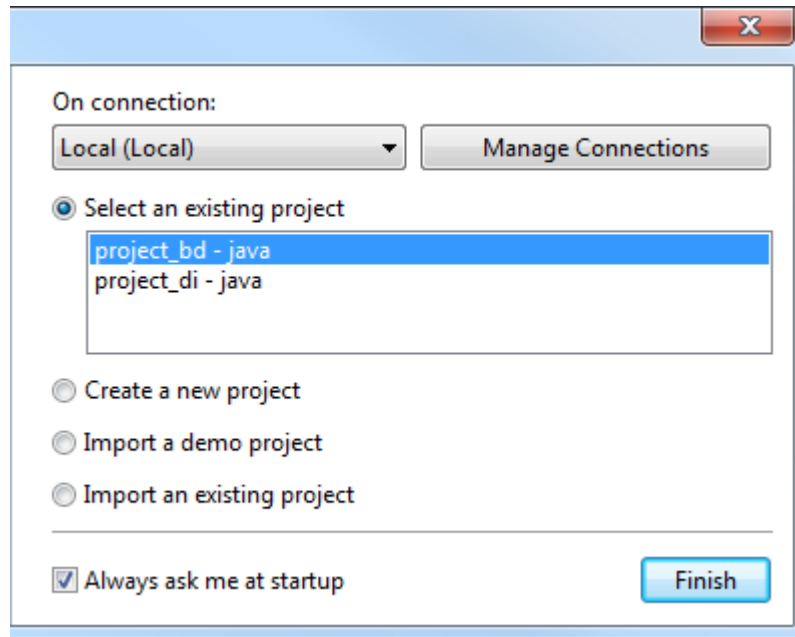 On connection:
Local (Local)
Manage Connections
Select an existing project
project_bd - java
project_di - java
Create a new project
Import a demo project
Import an existing project
Always ask me at startup
Finish